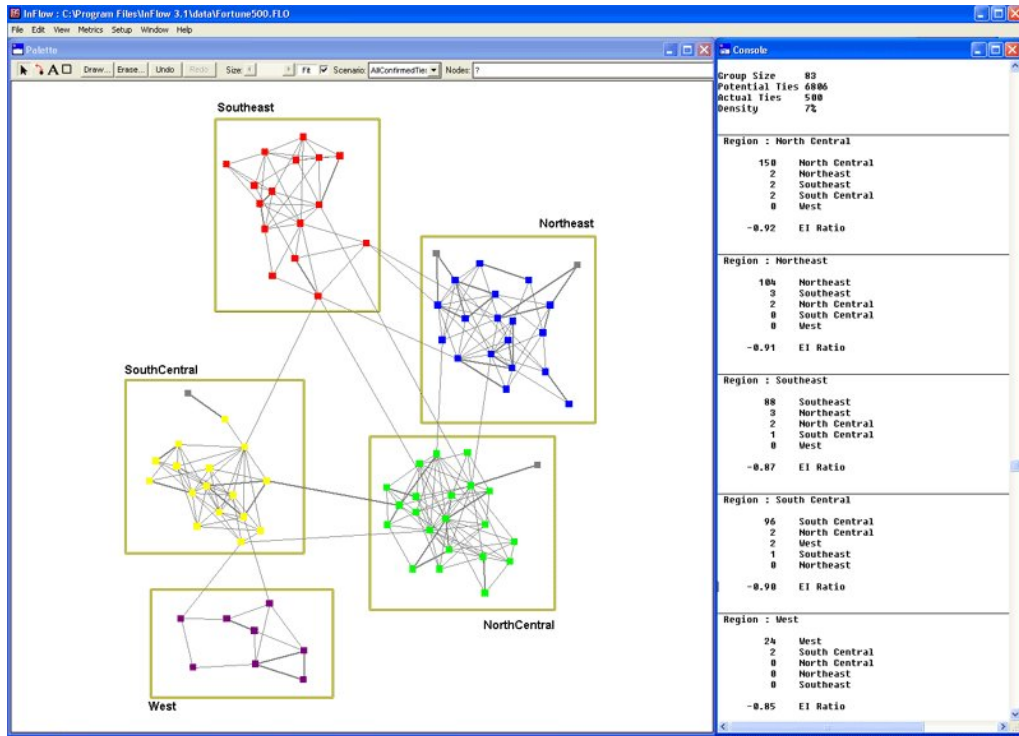 InFlow : C:\Program Files\InFlow 3.1\data\Fortune500.FLO
File Edit View Metrics Setup Window Help
Palette
A Draw... Erase... Undo Redo Size: Fit Scenario: AllConfirmedTie: Nodes: ?
Southeast
Northeast
SouthCentral
NorthCentral
West
Console
Group Size 83
Potential Ties 6806
Actual Ties 500
Density 7%
Region : North Central
150 North Central
2 Northeast
2 Southeast
2 South Central
0 West
-0.92 EI Ratio
Region : Northeast
104 Northeast
3 Southeast
2 North Central
0 South Central
0 West
-0.91 EI Ratio
Region : Southeast
88 Southeast
3 Northeast
2 North Central
1 South Central
0 West
-0.87 EI Ratio
Region : South Central
96 South Central
2 North Central
2 West
1 Southeast
0 Northeast
-0.90 EI Ratio
Region : West
24 West
2 South Central
0 North Central
0 Northeast
0 Southeast
-0.85 EI Ratio